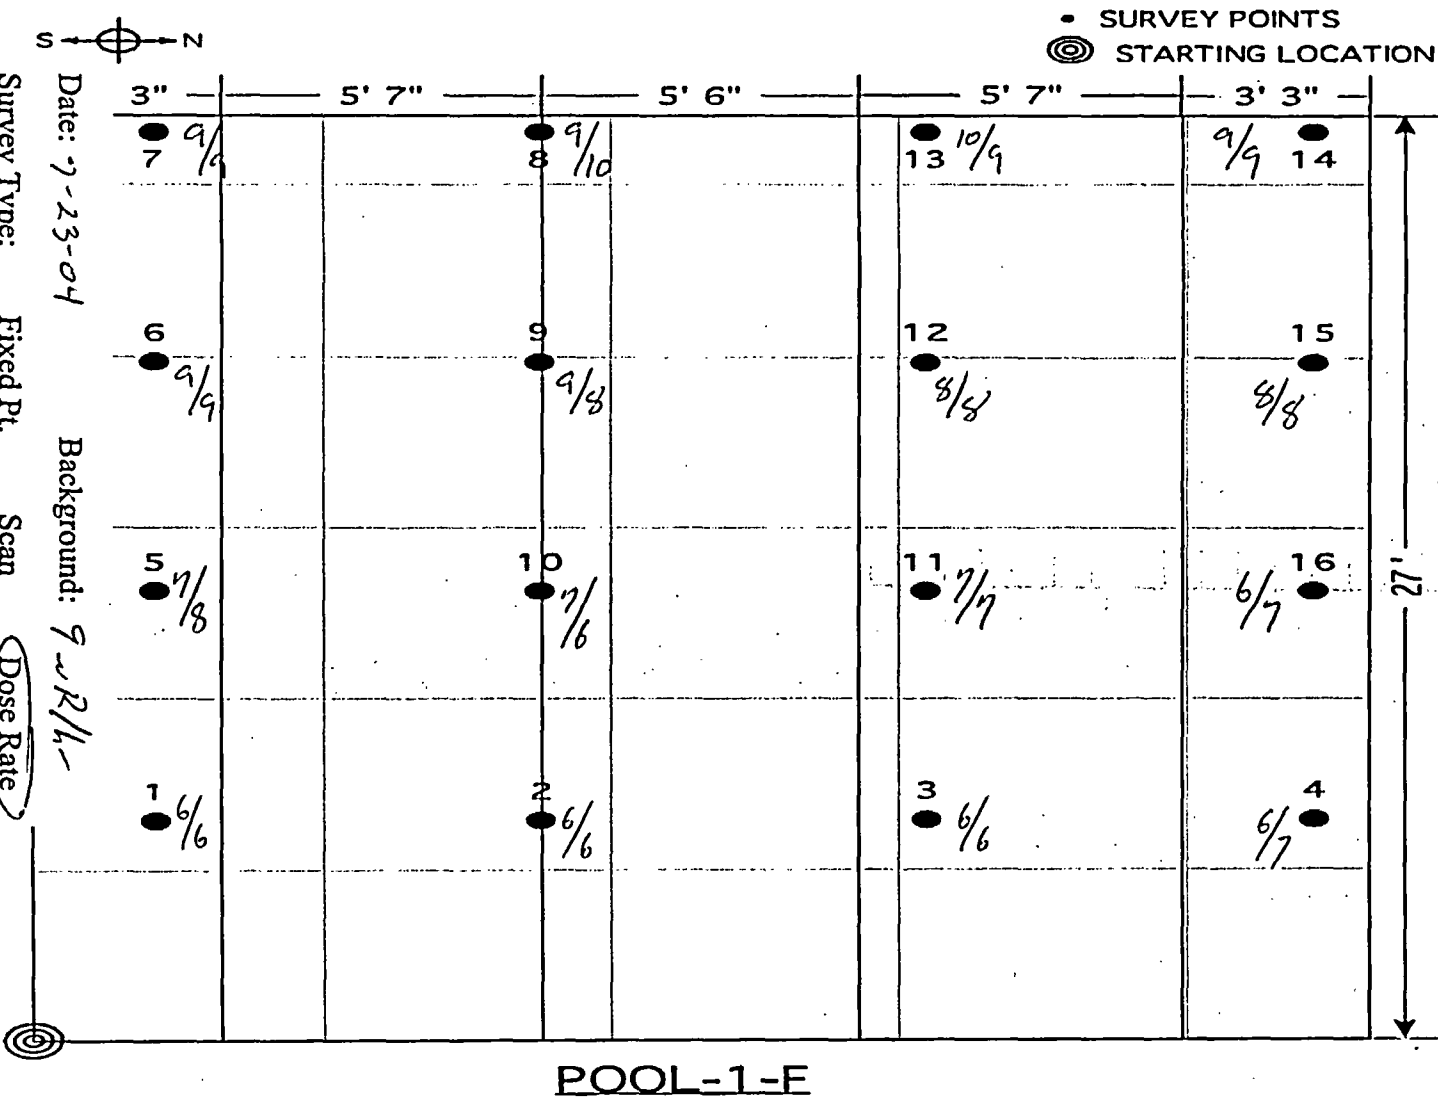 S N
SURVEY POINTS
STARTING LOCATION
3" 5' 7" 5' 6" 5' 7" 3' 3"
7 9/9
8 9/10
13 10/9
9/9 14
6 9/9
9 9/8
12 8/8
15 8/8
5 7/8
10 7/6
11 7/7
16 6/7
1 6/6
2 6/6
3 6/6
4 6/7
27'
Date: 7-23-04 Background: 9 uR/hr
Survey Type: Fixed Pt. Scan Dose Rate
POOL-1-E